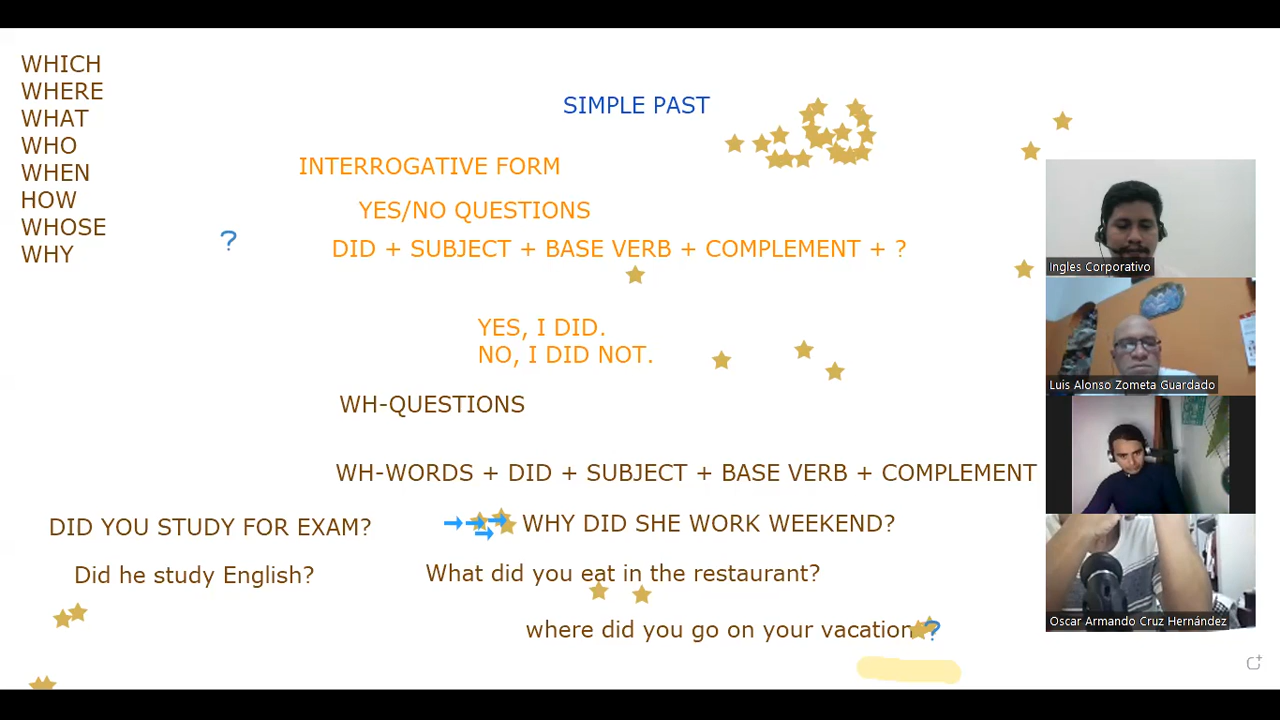 WHICH
WHERE
WHAT
WHO
WHEN
HOW
WHOSE
WHY
?
SIMPLE PAST
INTERROGATIVE FORM
YES/NO QUESTIONS
DID + SUBJECT + BASE VERB + COMPLEMENT + ?
YES, I DID.
NO, I DID NOT.
WH-QUESTIONS
WH-WORDS + DID + SUBJECT + BASE VERB + COMPLEMENT
DID YOU STUDY FOR EXAM?
WHY DID SHE WORK WEEKEND?
Did he study English?
What did you eat in the restaurant?
where did you go on your vacation?
Ingles Corporativo
Luis Alonso Zometa Guardado
Oscar Armando Cruz Hernández